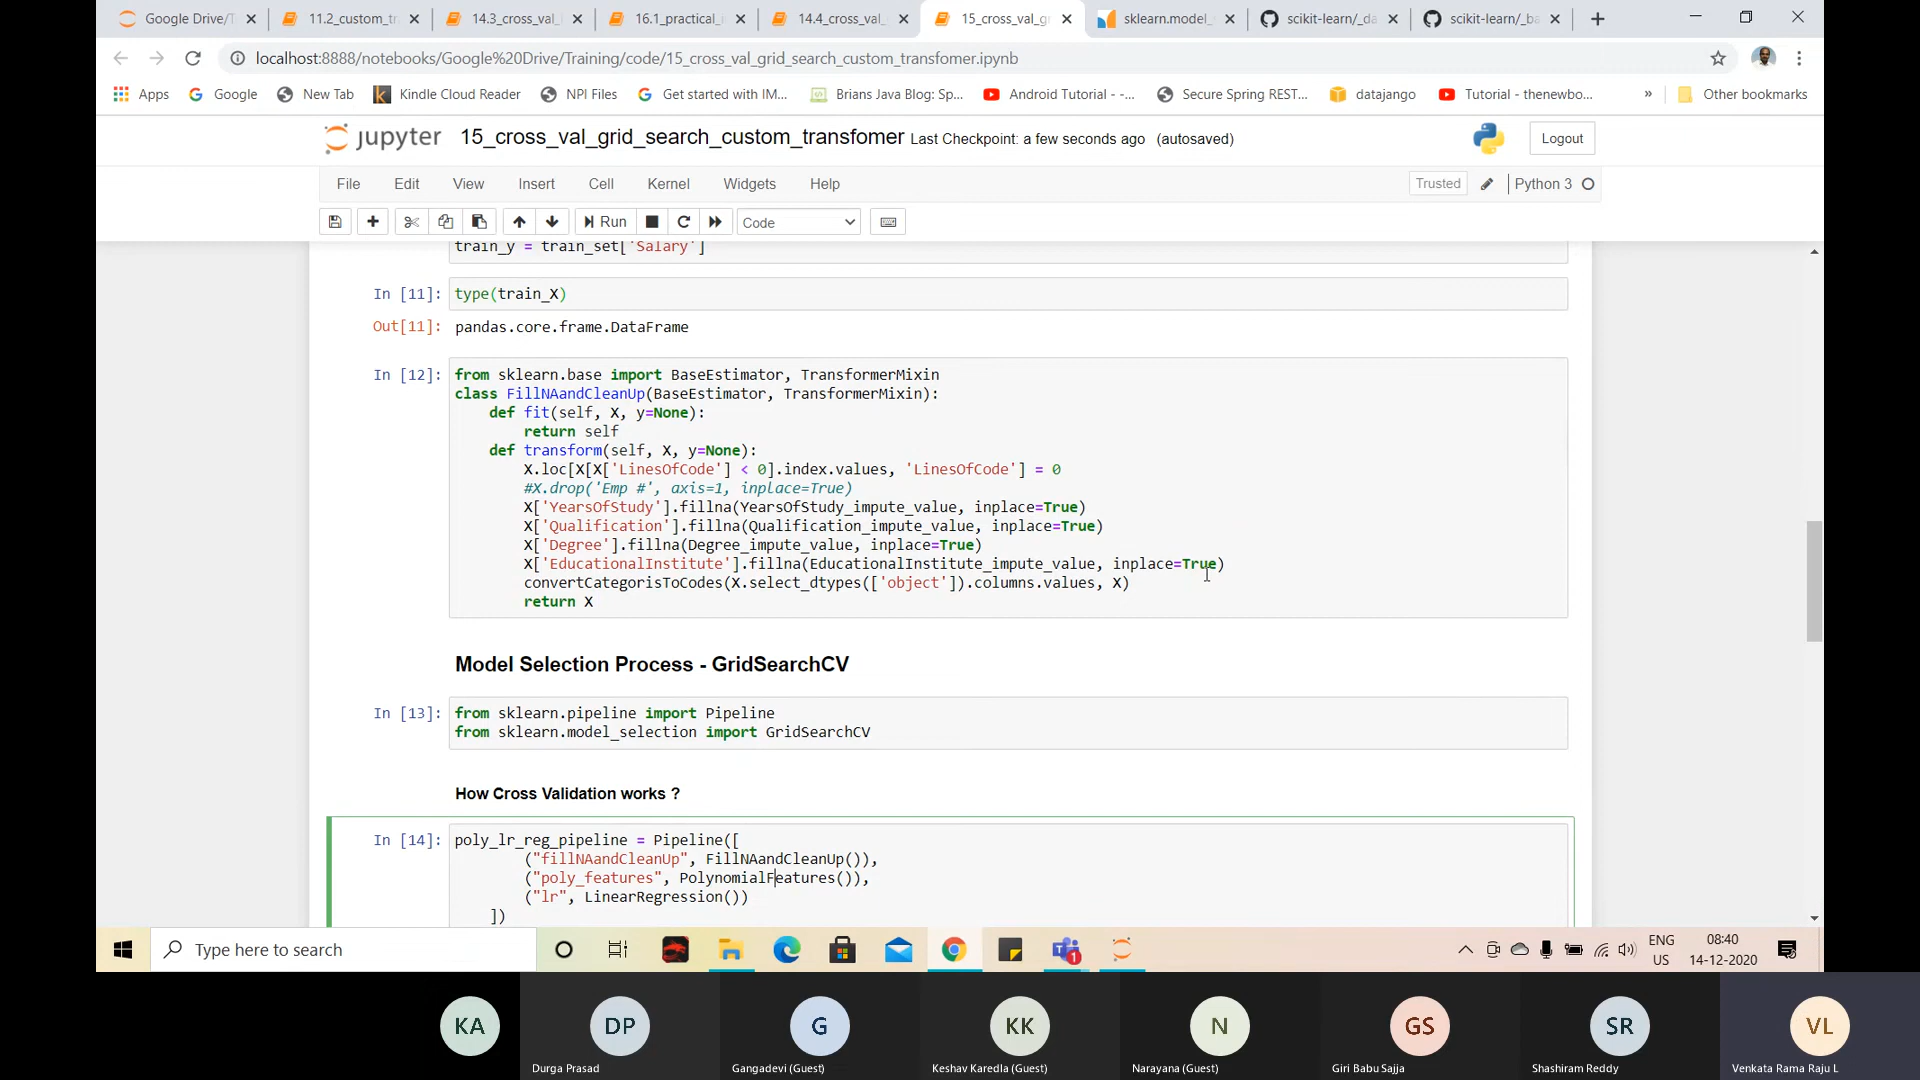 Google Drive/T
11.2_custom_tr
14.3_cross_val_
16.1_practical_
14.4_cross_val_
15_cross_val_gr
sklearn.model_
scikit-learn/_da
scikit-learn/_ba
localhost:8888/notebooks/Google%20Drive/Training/code/15_cross_val_grid_search_custom_transfomer.ipynb
Apps
Google
New Tab
Kindle Cloud Reader
NPI Files
Get started with IM...
Brians Java Blog: Sp...
Android Tutorial - -...
Secure Spring REST...
datajango
Tutorial - thenewbo...
»
Other bookmarks
jupyter
15_cross_val_grid_search_custom_transfomer Last Checkpoint: a few seconds ago (autosaved)
Logout
File
Edit
View
Insert
Cell
Kernel
Widgets
Help
Trusted
Python 3
Run
Code
train_y = train_set['Salary']
In [11]: type(train_X)
Out[11]: pandas.core.frame.DataFrame
In [12]: from sklearn.base import BaseEstimator, TransformerMixin
class FillNAandCleanUp(BaseEstimator, TransformerMixin):
def fit(self, X, y=None):
return self
def transform(self, X, y=None):
X.loc[X[X['LinesOfCode'] < 0].index.values, 'LinesOfCode'] = 0
#X.drop('Emp #', axis=1, inplace=True)
X['YearsOfStudy'].fillna(YearsOfStudy_impute_value, inplace=True)
X['Qualification'].fillna(Qualification_impute_value, inplace=True)
X['Degree'].fillna(Degree_impute_value, inplace=True)
X['EducationalInstitute'].fillna(EducationalInstitute_impute_value, inplace=True)
convertCategorisToCodes(X.select_dtypes(['object']).columns.values, X)
return X
Model Selection Process - GridSearchCV
In [13]: from sklearn.pipeline import Pipeline
from sklearn.model_selection import GridSearchCV
How Cross Validation works ?
In [14]: poly_lr_reg_pipeline = Pipeline([
("fillNAandCleanUp", FillNAandCleanUp()),
("poly_features", PolynomialFeatures()),
("lr", LinearRegression())
])
Type here to search
1
ENG
US
08:40
14-12-2020
KA
DP
G
KK
N
GS
SR
VL
Durga Prasad
Gangadevi (Guest)
Keshav Karedla (Guest)
Narayana (Guest)
Giri Babu Sajja
Shashiram Reddy
Venkata Rama Raju L